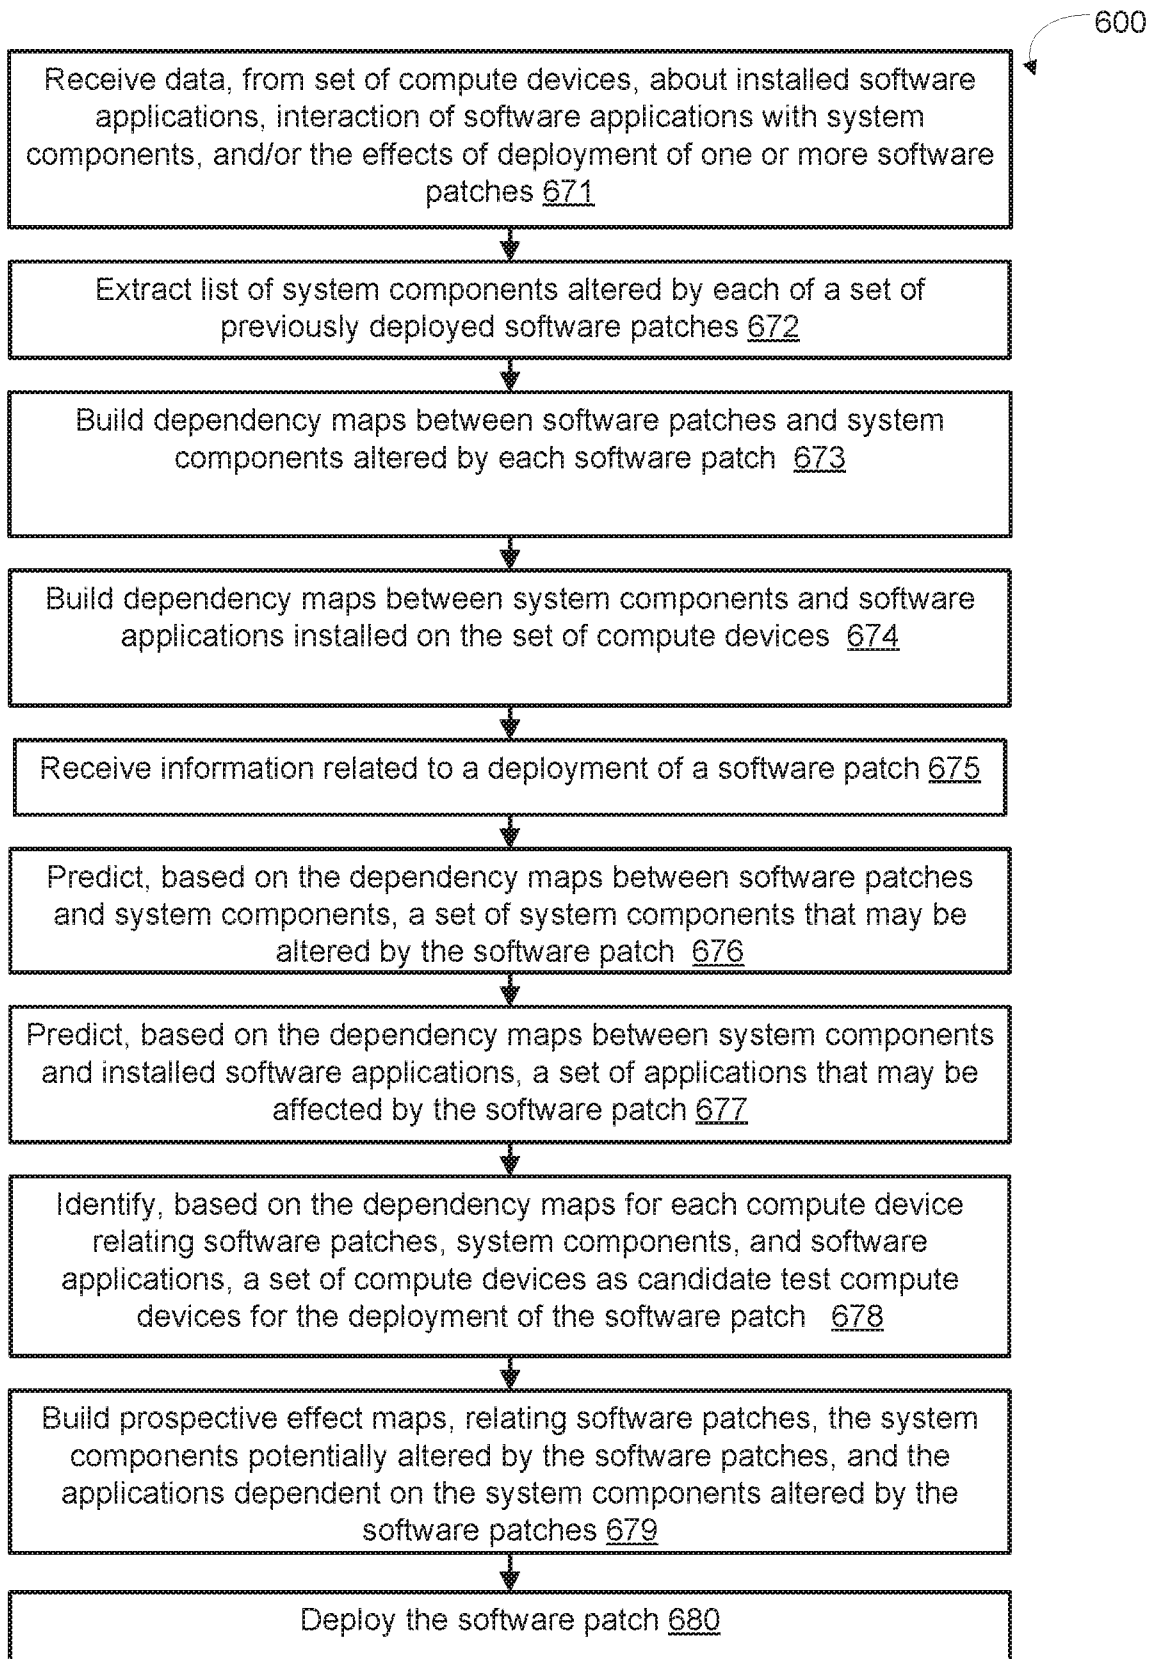 600
Receive data, from set of compute devices, about installed software
applications, interaction of software applications with system
components, and/or the effects of deployment of one or more software
patches 671
Extract list of system components altered by each of a set of
previously deployed software patches 672
Build dependency maps between software patches and system
components altered by each software patch 673
Build dependency maps between system components and software
applications installed on the set of compute devices 674
Receive information related to a deployment of a software patch 675
Predict, based on the dependency maps between software patches
and system components, a set of system components that may be
altered by the software patch 676
Predict, based on the dependency maps between system components
and installed software applications, a set of applications that may be
affected by the software patch 677
Identify, based on the dependency maps for each compute device
relating software patches, system components, and software
applications, a set of compute devices as candidate test compute
devices for the deployment of the software patch 678
Build prospective effect maps, relating software patches, the system
components potentially altered by the software patches, and the
applications dependent on the system components altered by the
software patches 679
Deploy the software patch 680